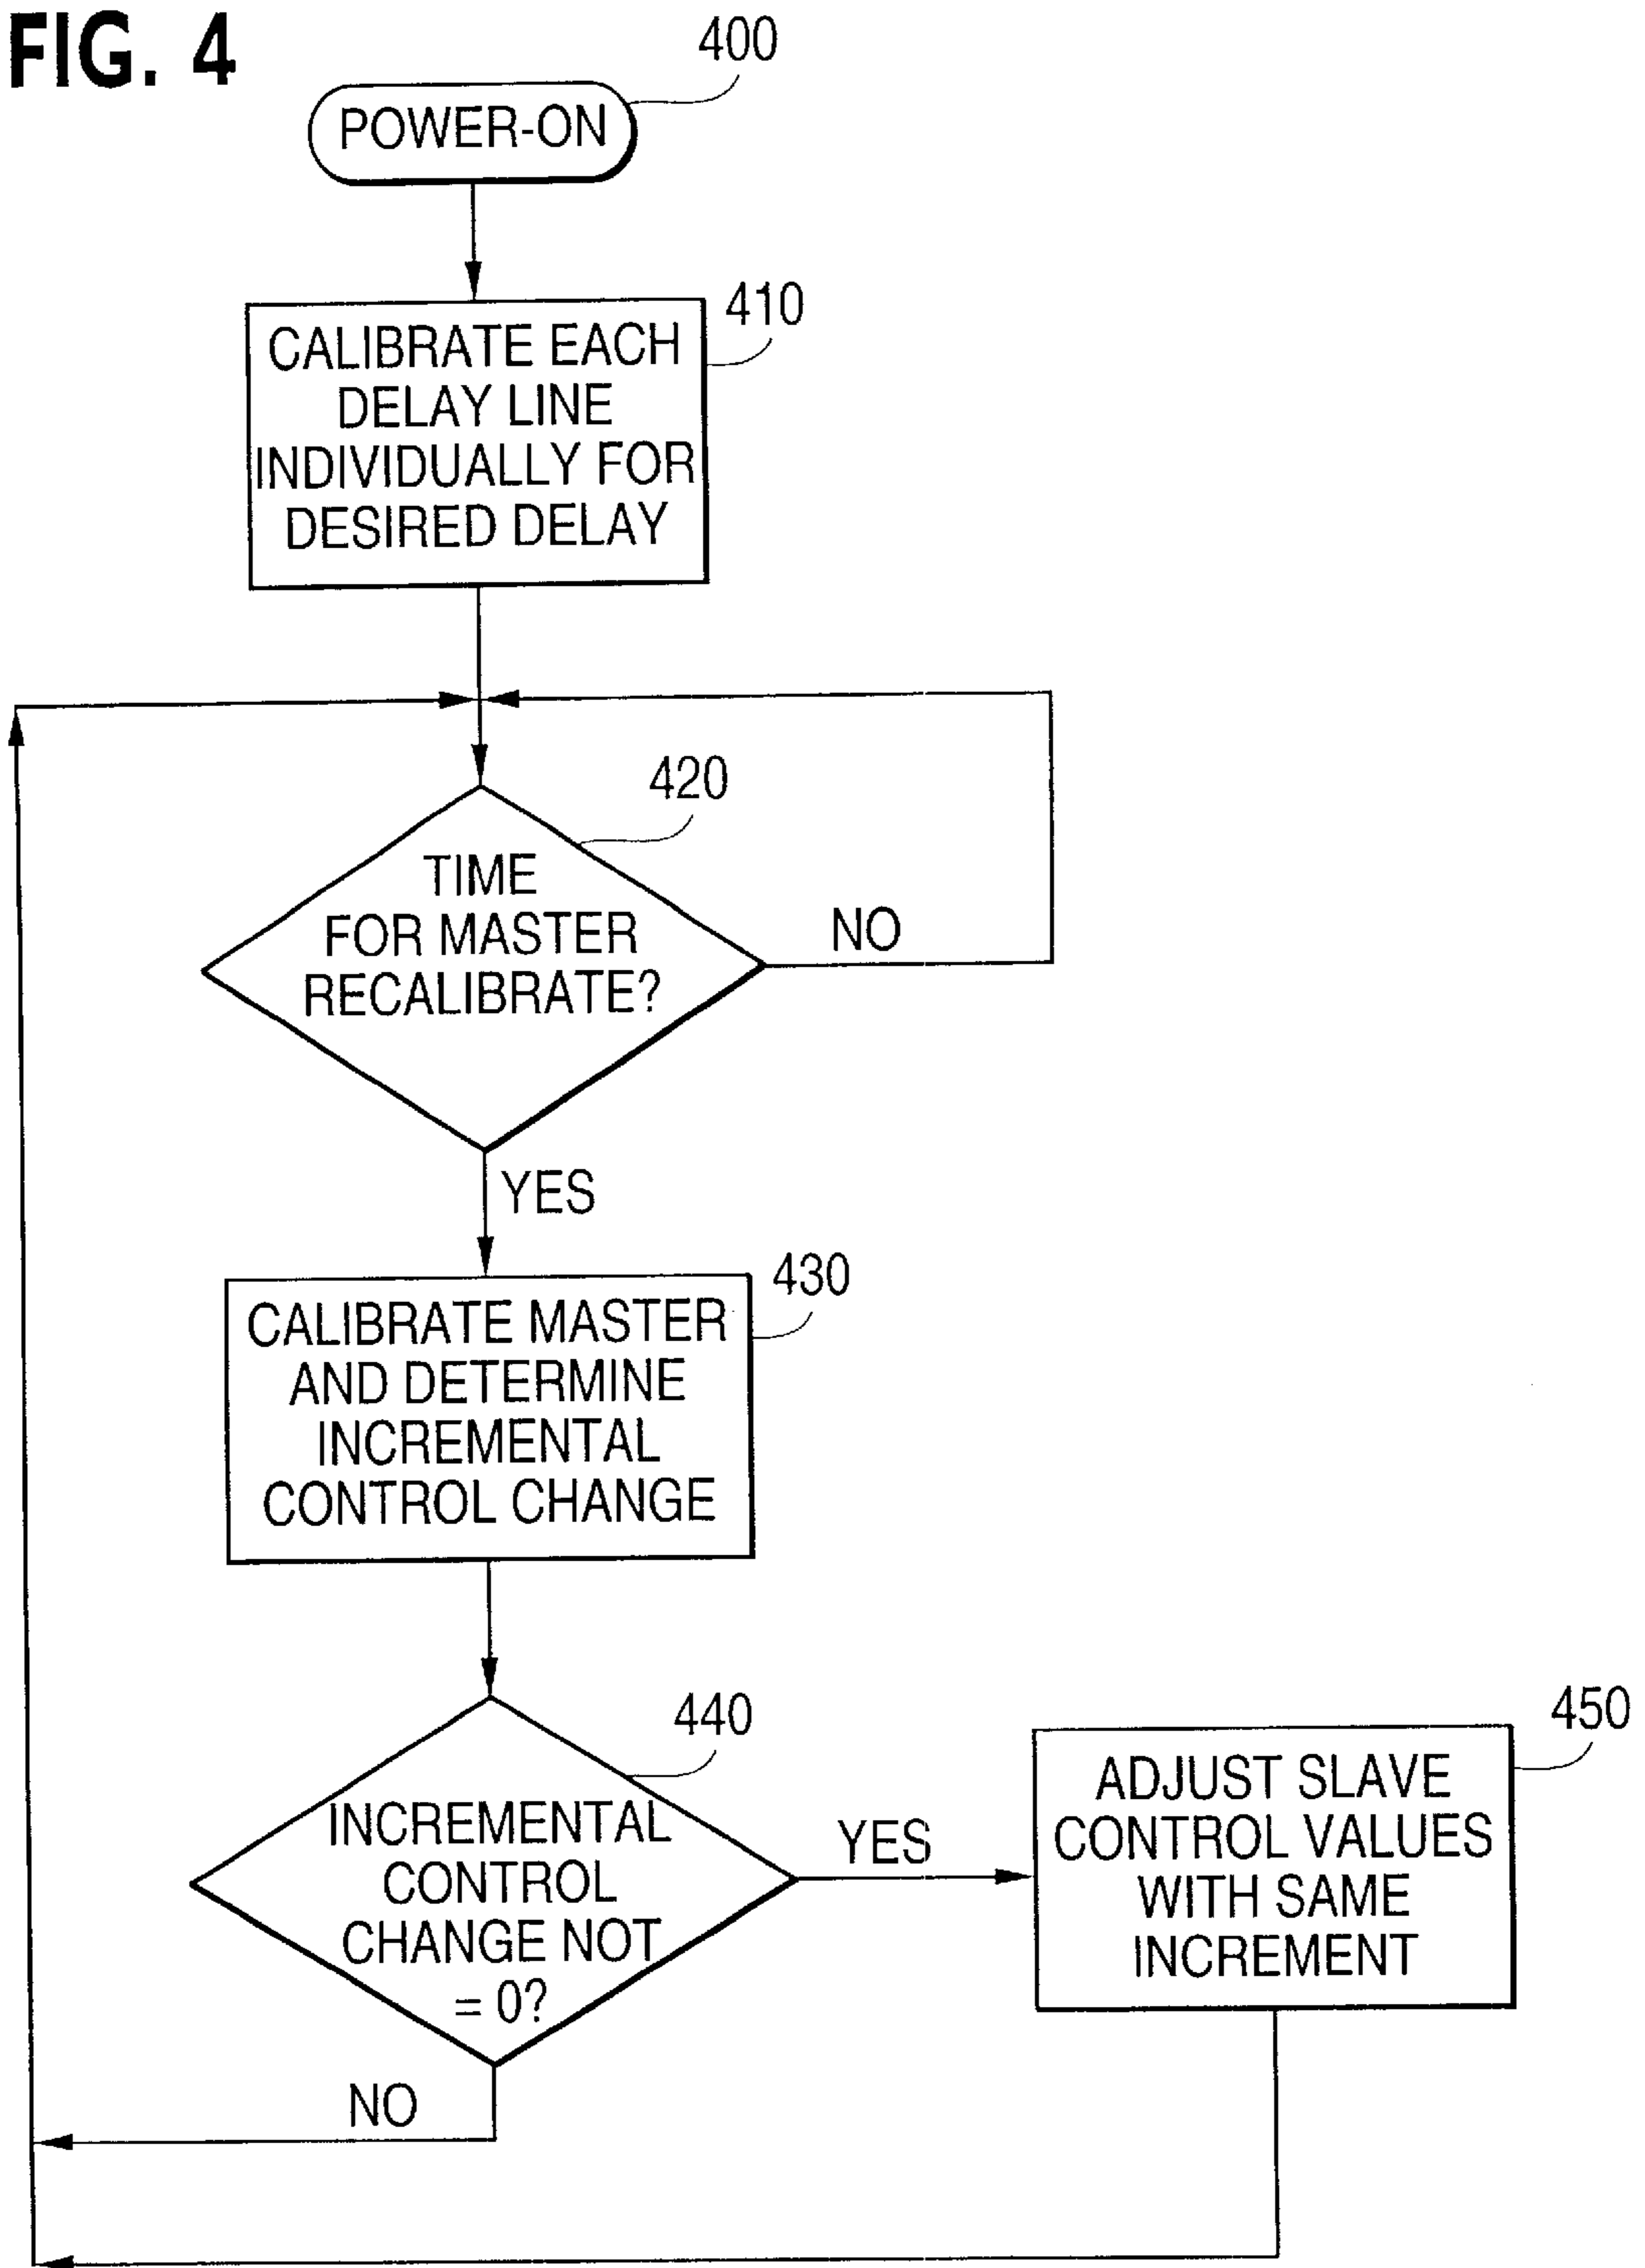 FIG. 4
400
POWER-ON
410
CALIBRATE EACH
DELAY LINE
INDIVIDUALLY FOR
DESIRED DELAY
420
TIME
FOR MASTER
RECALIBRATE?
NO
YES
430
CALIBRATE MASTER
AND DETERMINE
INCREMENTAL
CONTROL CHANGE
440
INCREMENTAL
CONTROL
CHANGE NOT
= 0?
YES
NO
450
ADJUST SLAVE
CONTROL VALUES
WITH SAME
INCREMENT